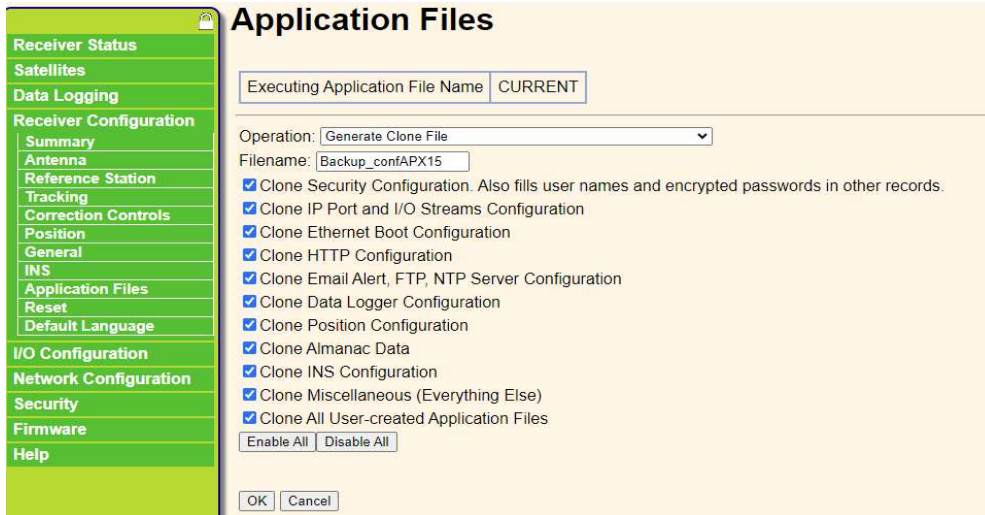 Receiver Status
Satellites
Data Logging
Receiver Configuration
Summary
Antenna
Reference Station
Tracking
Correction Controls
Position
General
INS
Application Files
Reset
Default Language
I/O Configuration
Network Configuration
Security
Firmware
Help
Application Files
Executing Application File Name CURRENT
Operation: Generate Clone File
Filename: Backup_confAPX15
Clone Security Configuration. Also fills user names and encrypted passwords in other records.
Clone IP Port and I/O Streams Configuration
Clone Ethernet Boot Configuration
Clone HTTP Configuration
Clone Email Alert, FTP, NTP Server Configuration
Clone Data Logger Configuration
Clone Position Configuration
Clone Almanac Data
Clone INS Configuration
Clone Miscellaneous (Everything Else)
Clone All User-created Application Files
Enable All Disable All
OK Cancel